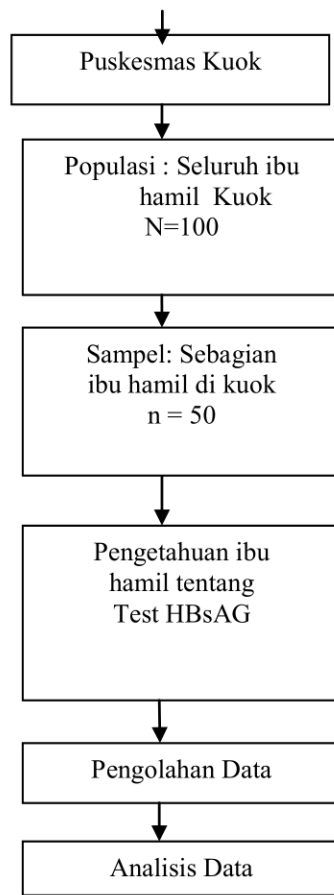 Puskesmas Kuok
Populasi : Seluruh ibu
hamil Kuok
N=100
Sampel: Sebagian
ibu hamil di kuok
n = 50
Pengetahuan ibu
hamil tentang
Test HBsAG
Pengolahan Data
Analisis Data